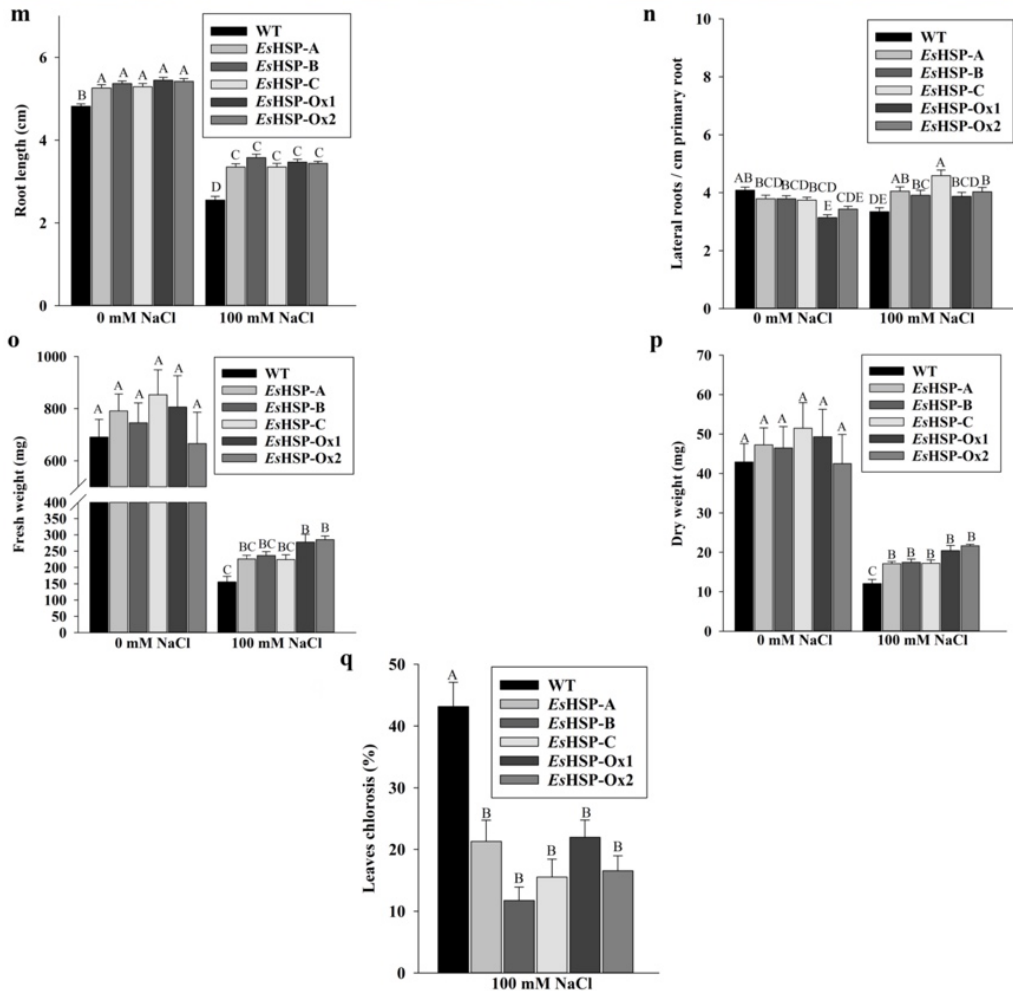 m
Root length (cm)
6
4
2
0
B A A A A A
D C C C C C
0 mM NaCl 100 mM NaCl
WT
EsHSP-A
EsHSP-B
EsHSP-C
EsHSP-Ox1
EsHSP-Ox2
n
Lateral roots / cm primary root
10
8
6
4
2
0
AB BCD BCD BCD E CDE
DE AB BC A BCD B
0 mM NaCl 100 mM NaCl
WT
EsHSP-A
EsHSP-B
EsHSP-C
EsHSP-Ox1
EsHSP-Ox2
o
Fresh weight (mg)
1000
800
600
400
350
300
250
200
150
100
50
0
A A A A A A
C BC BC BC B B
0 mM NaCl 100 mM NaCl
WT
EsHSP-A
EsHSP-B
EsHSP-C
EsHSP-Ox1
EsHSP-Ox2
p
Dry weight (mg)
70
60
50
40
30
20
10
0
A A A A A A
C B B B B B
0 mM NaCl 100 mM NaCl
WT
EsHSP-A
EsHSP-B
EsHSP-C
EsHSP-Ox1
EsHSP-Ox2
q
Leaves chlorosis (%)
50
40
30
20
10
0
A B B B B B
100 mM NaCl
WT
EsHSP-A
EsHSP-B
EsHSP-C
EsHSP-Ox1
EsHSP-Ox2